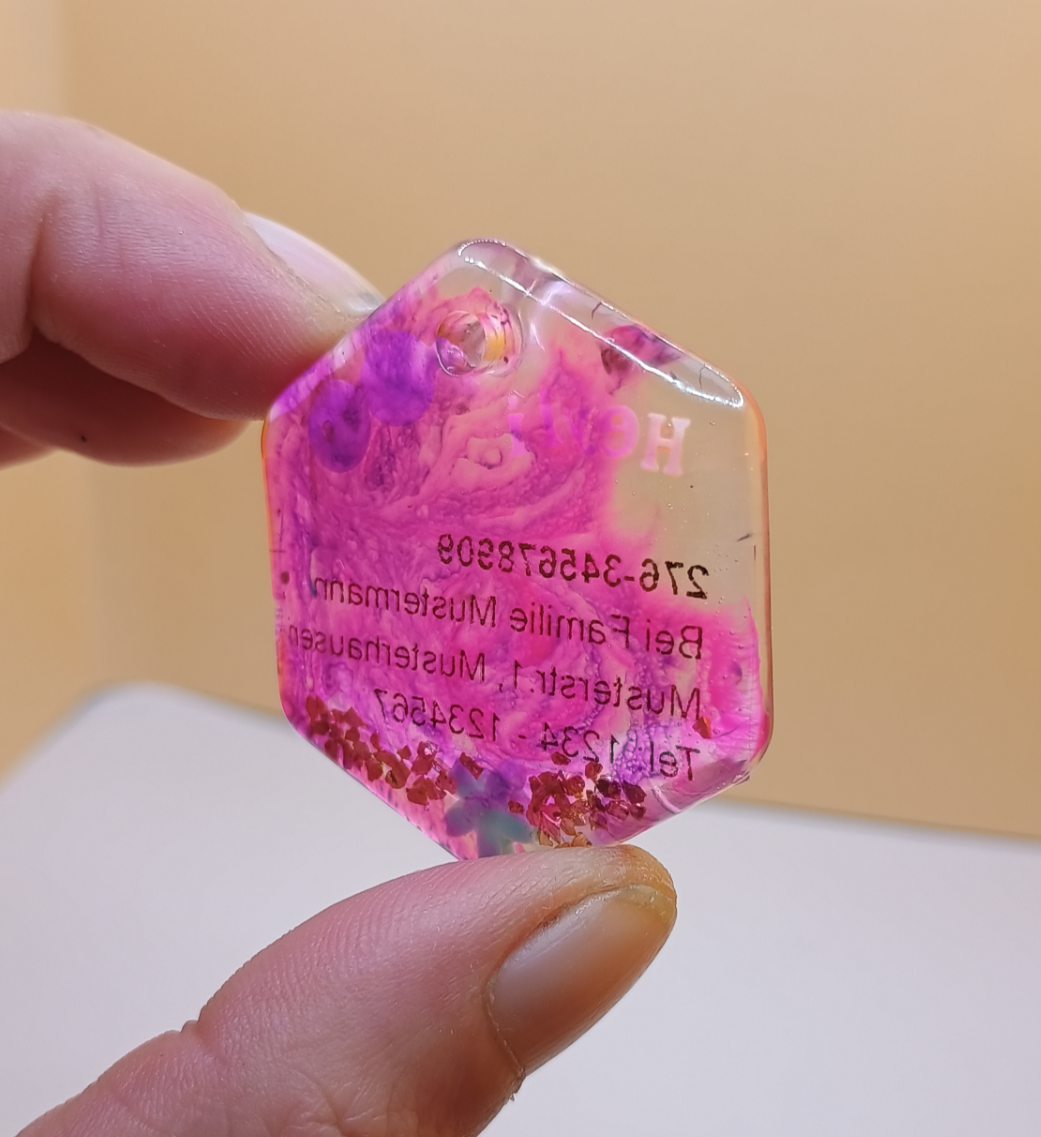 276-345678909
Bei Familie Mustermann
Musterstr.1, Musterhausen
Tel: 1234 - 1234567